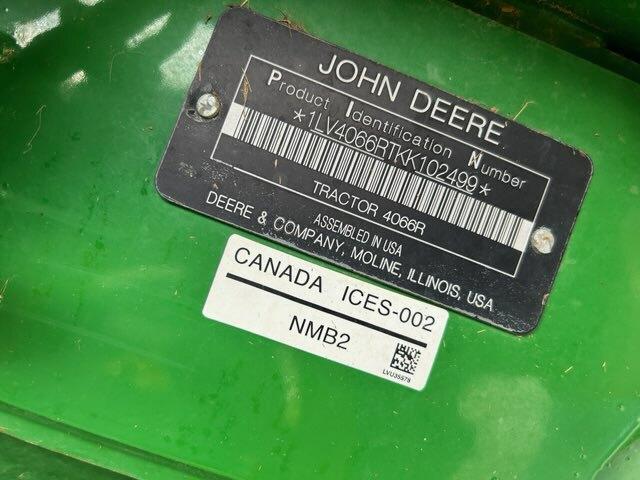 JOHN DEERE
Product Identification Number
*1LV4066RTKK102499*
TRACTOR 4066R
ASSEMBLED IN USA
DEERE & COMPANY, MOLINE, ILLINOIS, USA
CANADA ICES-002
NMB2
LVU35578